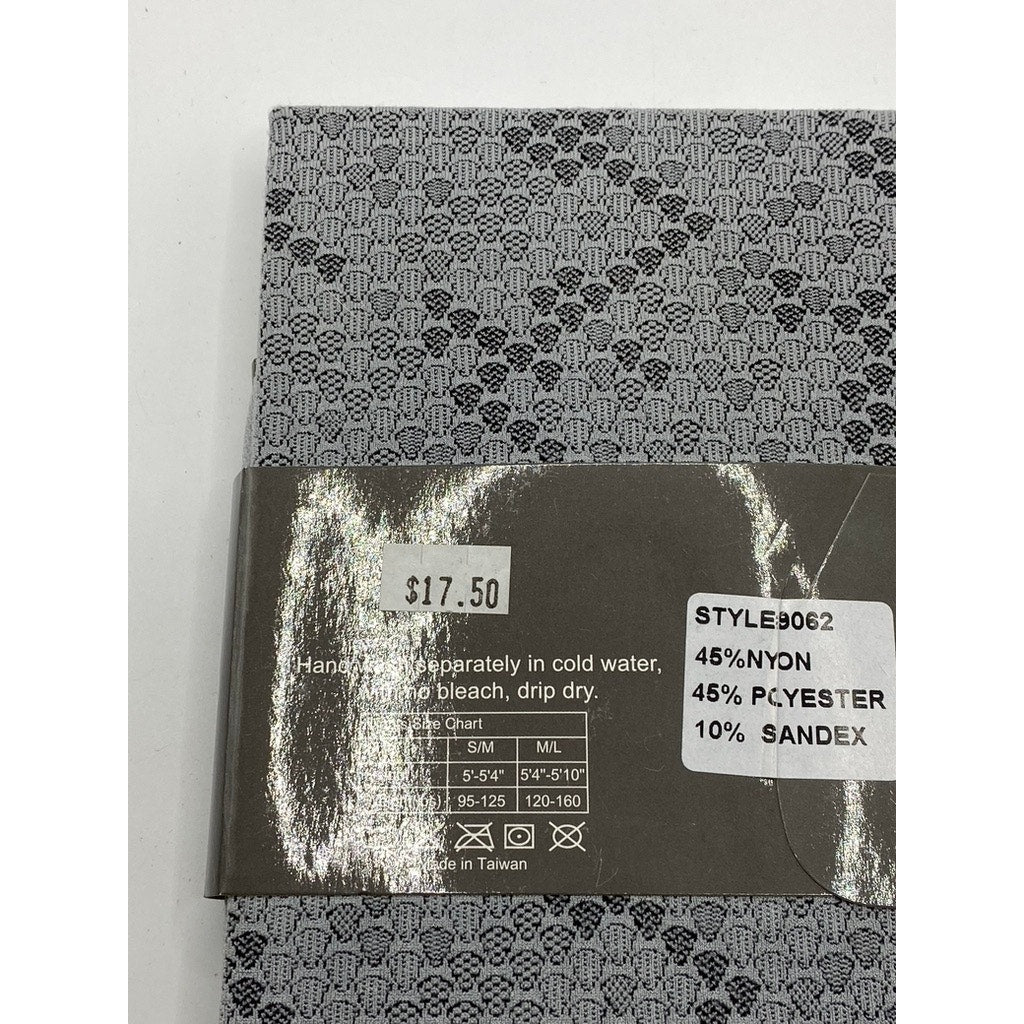 $17.50
STYLE9062
45%NYON
45% POYESTER
10% SANDEX
separately in cold water,
no bleach, drip dry.
Size Chart
S/M M/L
5'-5'4" 5'4"-5'10"
95-125 120-160
Made in Taiwan